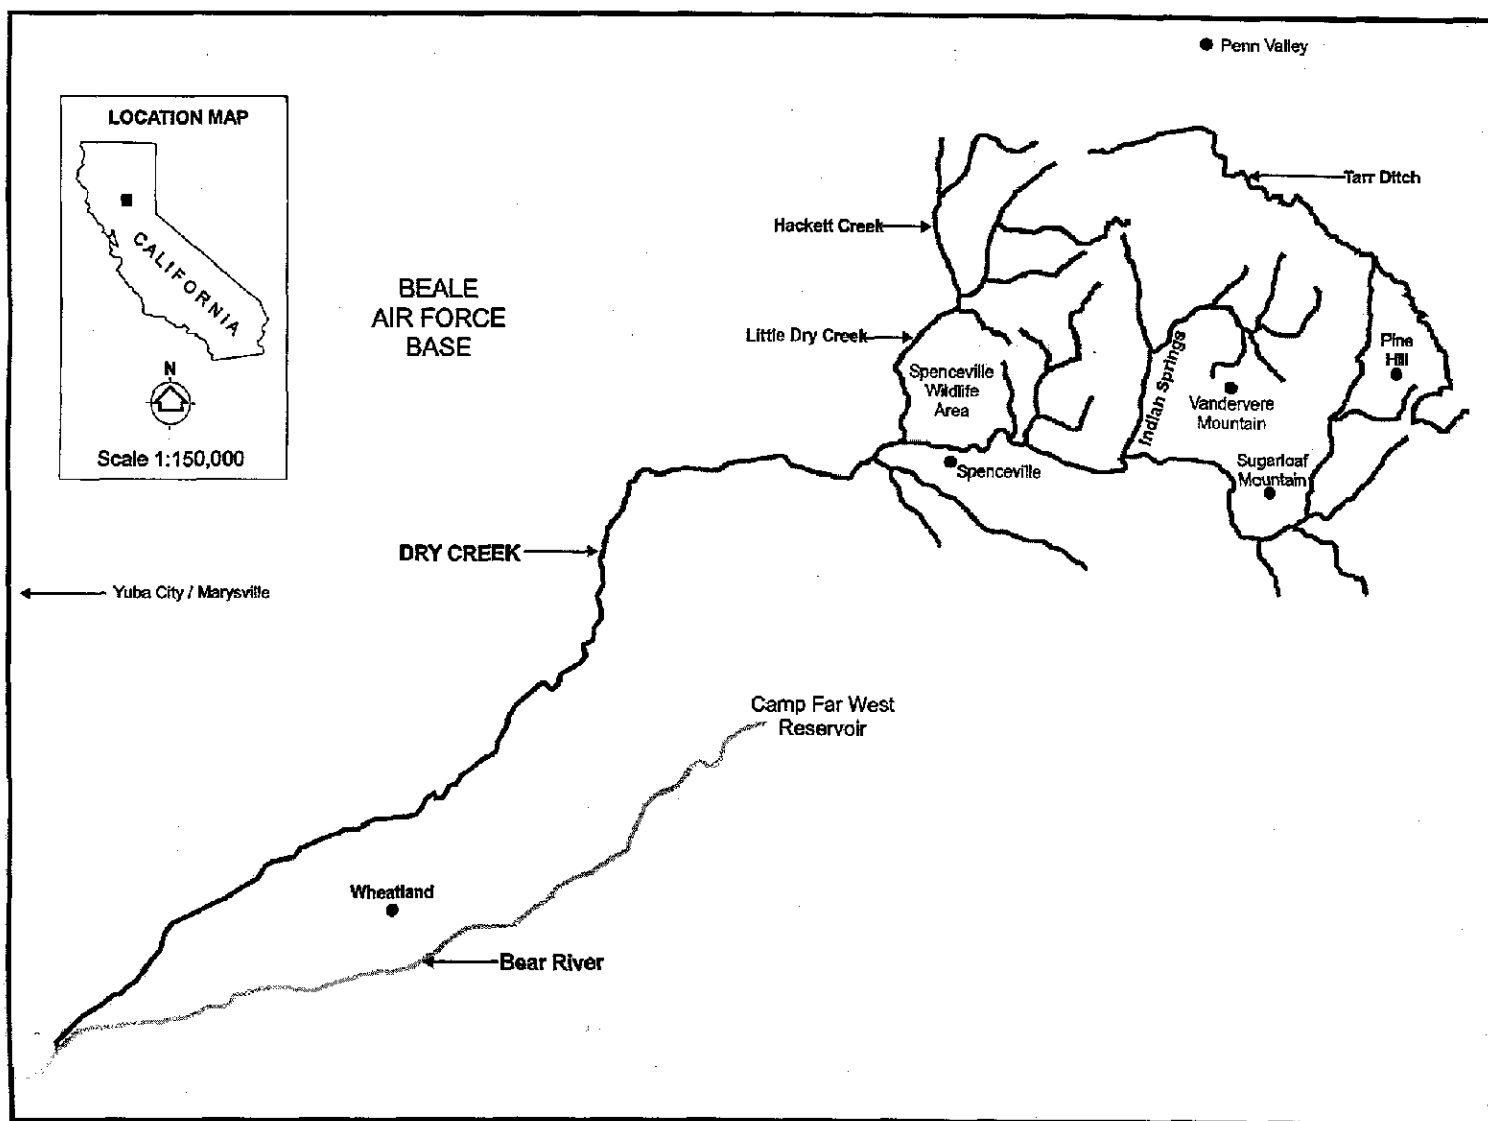 Penn Valley
LOCATION MAP
CALIFORNIA
N
Scale 1:150,000
Tarr Ditch
Hackett Creek
BEALE
AIR FORCE
BASE
Little Dry Creek
Spenceville
Wildlife
Area
Indian Springs
Pine
Hill
Vandervere
Mountain
Spenceville
Sugarloaf
Mountain
DRY CREEK
Yuba City / Marysville
Camp Far West
Reservoir
Wheatland
Bear River